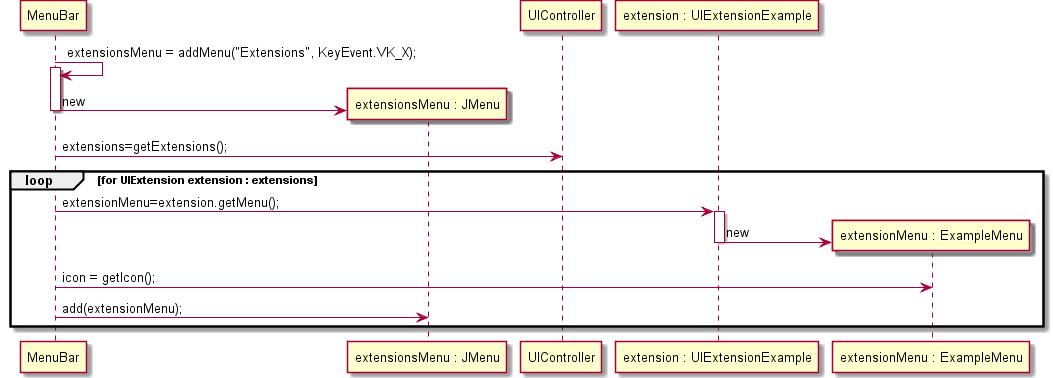 MenuBar
UIController
extension : UIExtensionExample
extensionsMenu = addMenu("Extensions", KeyEvent.VK_X);
new
extensionsMenu : JMenu
extensions=getExtensions();
loop
[for UIExtension extension : extensions]
extensionMenu=extension.getMenu();
new
extensionMenu : ExampleMenu
icon = getIcon();
add(extensionMenu);
MenuBar
extensionsMenu : JMenu
UIController
extension : UIExtensionExample
extensionMenu : ExampleMenu